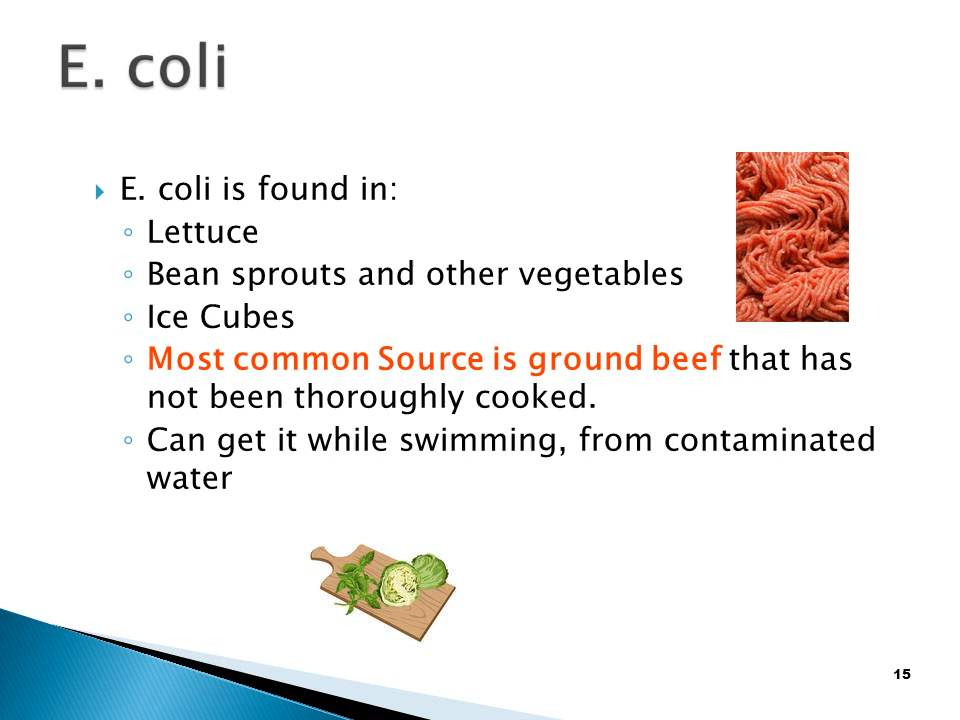 E. coli
E. coli is found in:
Lettuce
Bean sprouts and other vegetables
Ice Cubes
Most common Source is ground beef that has
not been thoroughly cooked.
Can get it while swimming, from contaminated
water
15